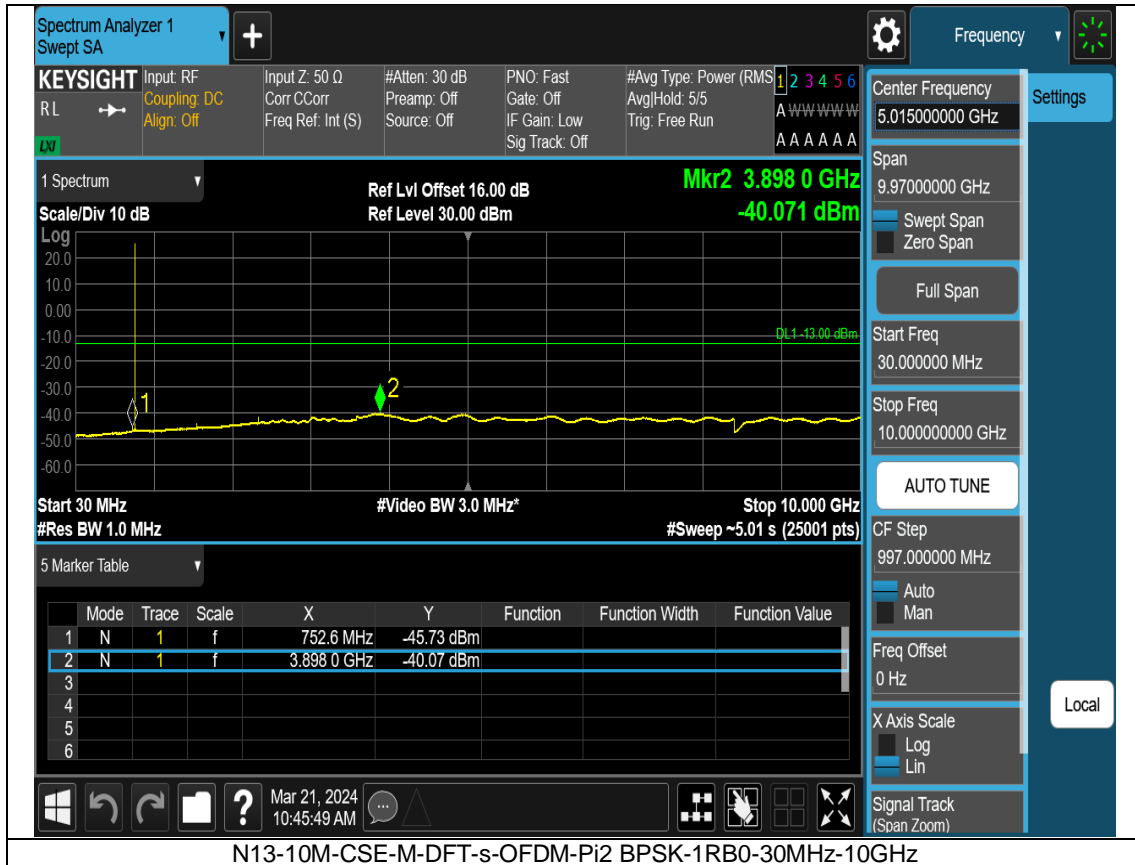 Spectrum Analyzer 1
Swept SA
+
Frequency
KEYSIGHT
RL
LXI
Input: RF
Coupling: DC
Align: Off
Input Z: 50 Ω
Corr CCorr
Freq Ref: Int (S)
#Atten: 30 dB
Preamp: Off
Source: Off
PNO: Fast
Gate: Off
IF Gain: Low
Sig Track: Off
#Avg Type: Power (RMS
Avg|Hold: 5/5
Trig: Free Run
1 2 3 4 5 6
A W W W W W
A A A A A A
1 Spectrum
Scale/Div 10 dB
Ref Lvl Offset 16.00 dB
Ref Level 30.00 dBm
Mkr2 3.898 0 GHz
-40.071 dBm
Log
20.0
10.0
0.00
-10.0
-20.0
-30.0
-40.0
-50.0
-60.0
DL1 -13.00 dBm
1
2
Start 30 MHz
#Res BW 1.0 MHz
#Video BW 3.0 MHz*
Stop 10.000 GHz
#Sweep ~5.01 s (25001 pts)
5 Marker Table
Mode Trace Scale X Y Function Function Width Function Value
1 N 1 f 752.6 MHz -45.73 dBm
2 N 1 f 3.898 0 GHz -40.07 dBm
3
4
5
6
Center Frequency
5.015000000 GHz
Settings
Span
9.97000000 GHz
Swept Span
Zero Span
Full Span
Start Freq
30.000000 MHz
Stop Freq
10.000000000 GHz
AUTO TUNE
CF Step
997.000000 MHz
Auto
Man
Freq Offset
0 Hz
X Axis Scale
Log
Lin
Local
Signal Track
(Span Zoom)
?
Mar 21, 2024
10:45:49 AM
N13-10M-CSE-M-DFT-s-OFDM-Pi2 BPSK-1RB0-30MHz-10GHz